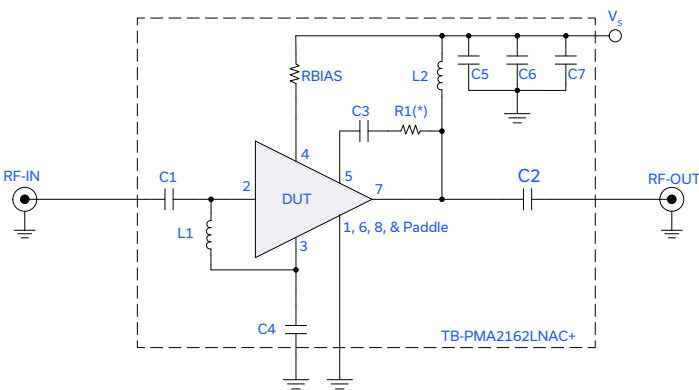 Vs
RBIAS
L2
C5
C6
C7
C3
R1(*)
RF-IN
C1
4
5
2
DUT
7
C2
RF-OUT
L1
3
1, 6, 8, & Paddle
C4
TB-PMA2162LNAC+